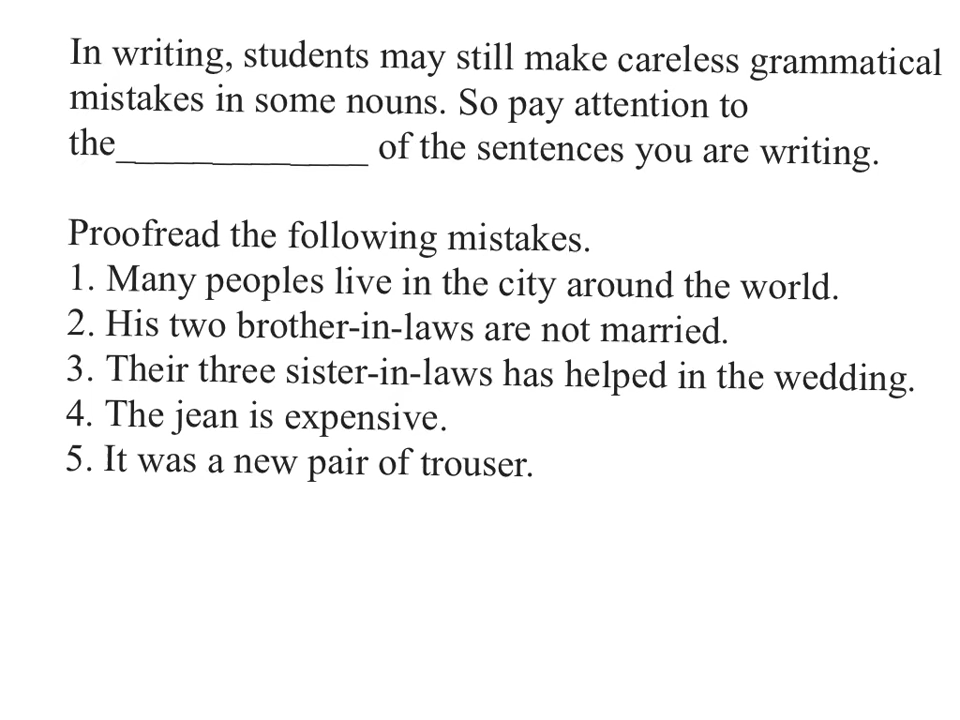 In writing, students may still make careless grammatical
mistakes in some nouns. So pay attention to
the_____________ of the sentences you are writing.
Proofread the following mistakes.
1. Many peoples live in the city around the world.
2. His two brother-in-laws are not married.
3. Their three sister-in-laws has helped in the wedding.
4. The jean is expensive.
5. It was a new pair of trouser.